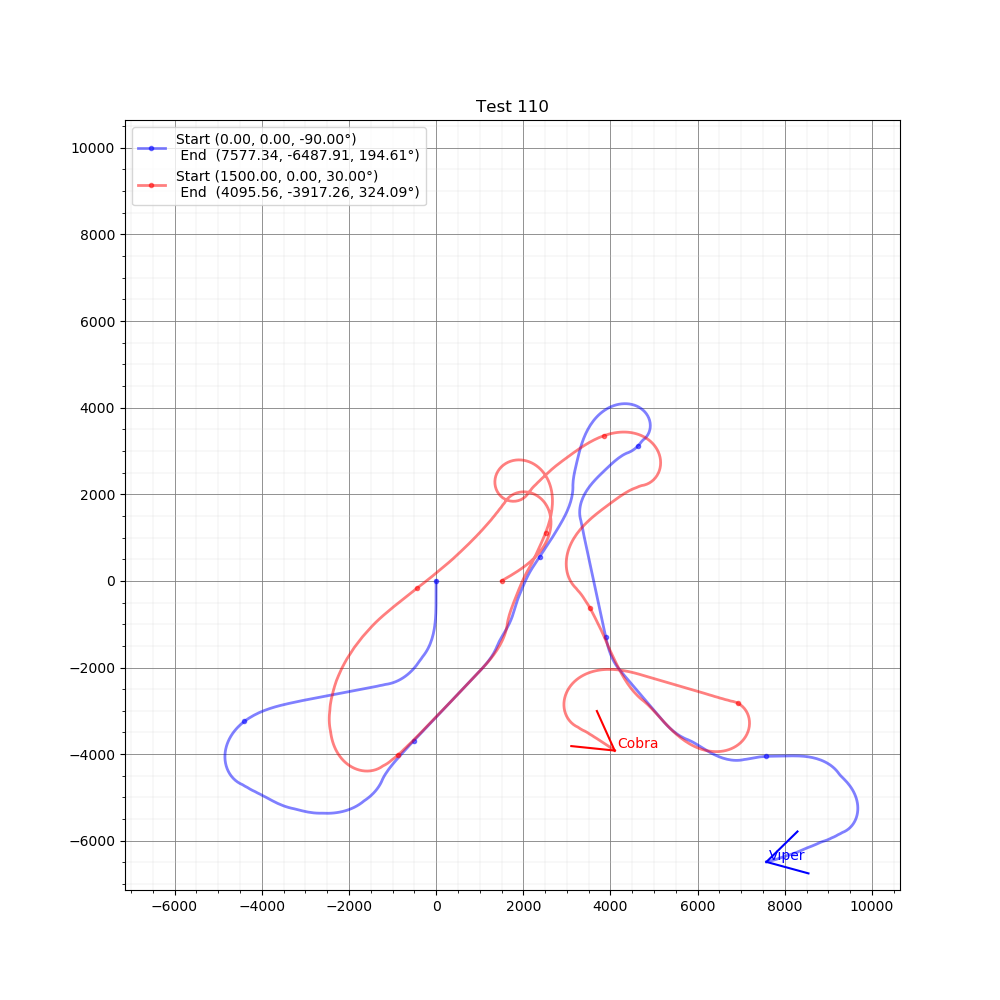 Test 110
Start (0.00, 0.00, -90.00°)
End (7577.34, -6487.91, 194.61°)
Start (1500.00, 0.00, 30.00°)
End (4095.56, -3917.26, 324.09°)
10000
8000
6000
4000
2000
0
−2000
−4000
−6000
Cobra
Viper
−6000 −4000 −2000 0 2000 4000 6000 8000 10000